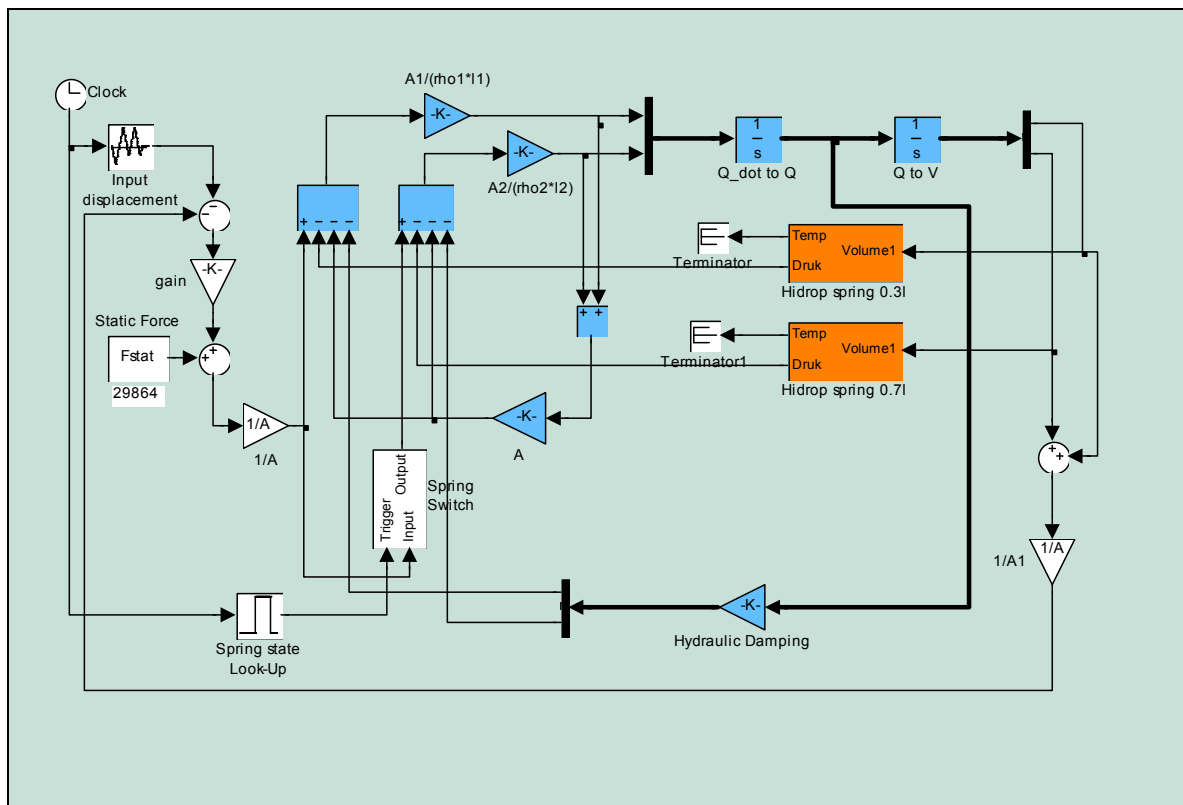 Clock
Input
displacement
−
−
-K-
gain
Static Force
Fstat
29864
+
+
1/A
1/A
A1/(rho1*l1)
-K-
A2/(rho2*l2)
-K-
+ − − −
+ − − −
1
s
Q_dot to Q
1
s
Q to V
Terminator
Temp
Druk
Volume1
Hidrop spring 0.3l
Terminator1
Temp
Druk
Volume1
Hidrop spring 0.7l
+ +
-K-
A
Trigger
Input
Output
Spring
Switch
+
+
1/A
1/A1
-K-
Hydraulic Damping
Spring state
Look-Up